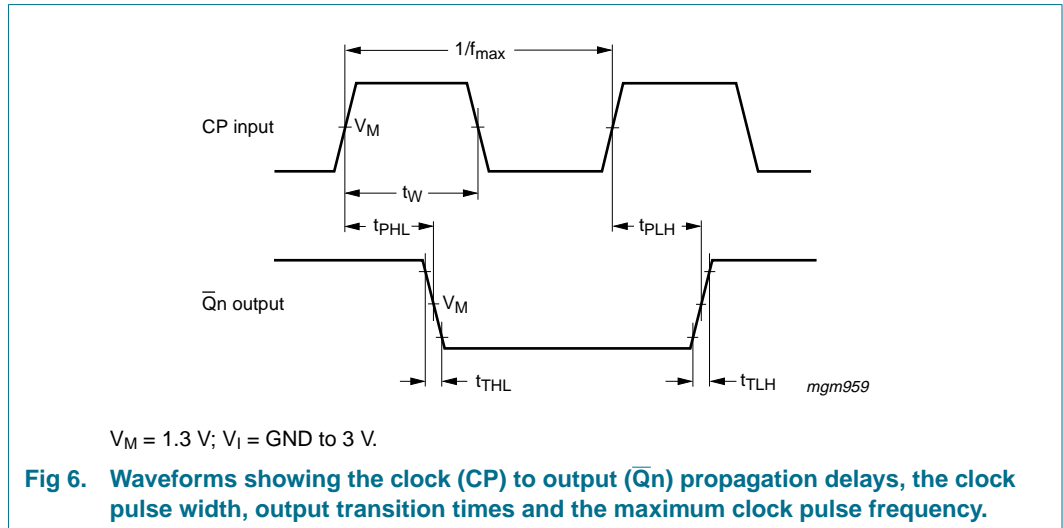 1/fmax
CP input
VM
tW
tPHL
tPLH
Q̅n output
VM
tTHL
tTLH
mgm959
VM = 1.3 V; VI = GND to 3 V.
Fig 6. Waveforms showing the clock (CP) to output (Q̅n) propagation delays, the clock
pulse width, output transition times and the maximum clock pulse frequency.